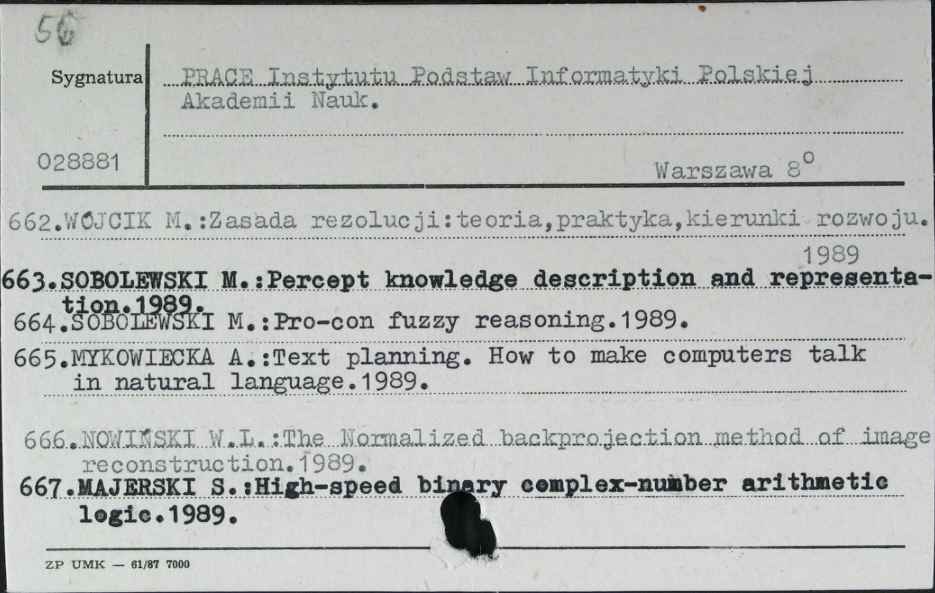 56
Sygnatura PRACE Instytutu Podstaw Informatyki Polskiej
Akademii Nauk.
028881
Warszawa 8°
662.WÓJCIK M.:Zasada rezolucji:teoria,praktyka,kierunki rozwoju.
1989
663.SOBOLEWSKI M.:Percept knowledge description and representa-
tion.1989.
664.SOBOLEWSKI M.:Pro-con fuzzy reasoning.1989.
665.MYKOWIECKA A.:Text planning. How to make computers talk
in natural language.1989.
666.NOWIŃSKI W.L.:The Normalized backprojection method of image
reconstruction.1989.
667.MAJERSKI S.:High-speed binary complex-number arithmetic
logic.1989.
ZP UMK — 61/87 7000